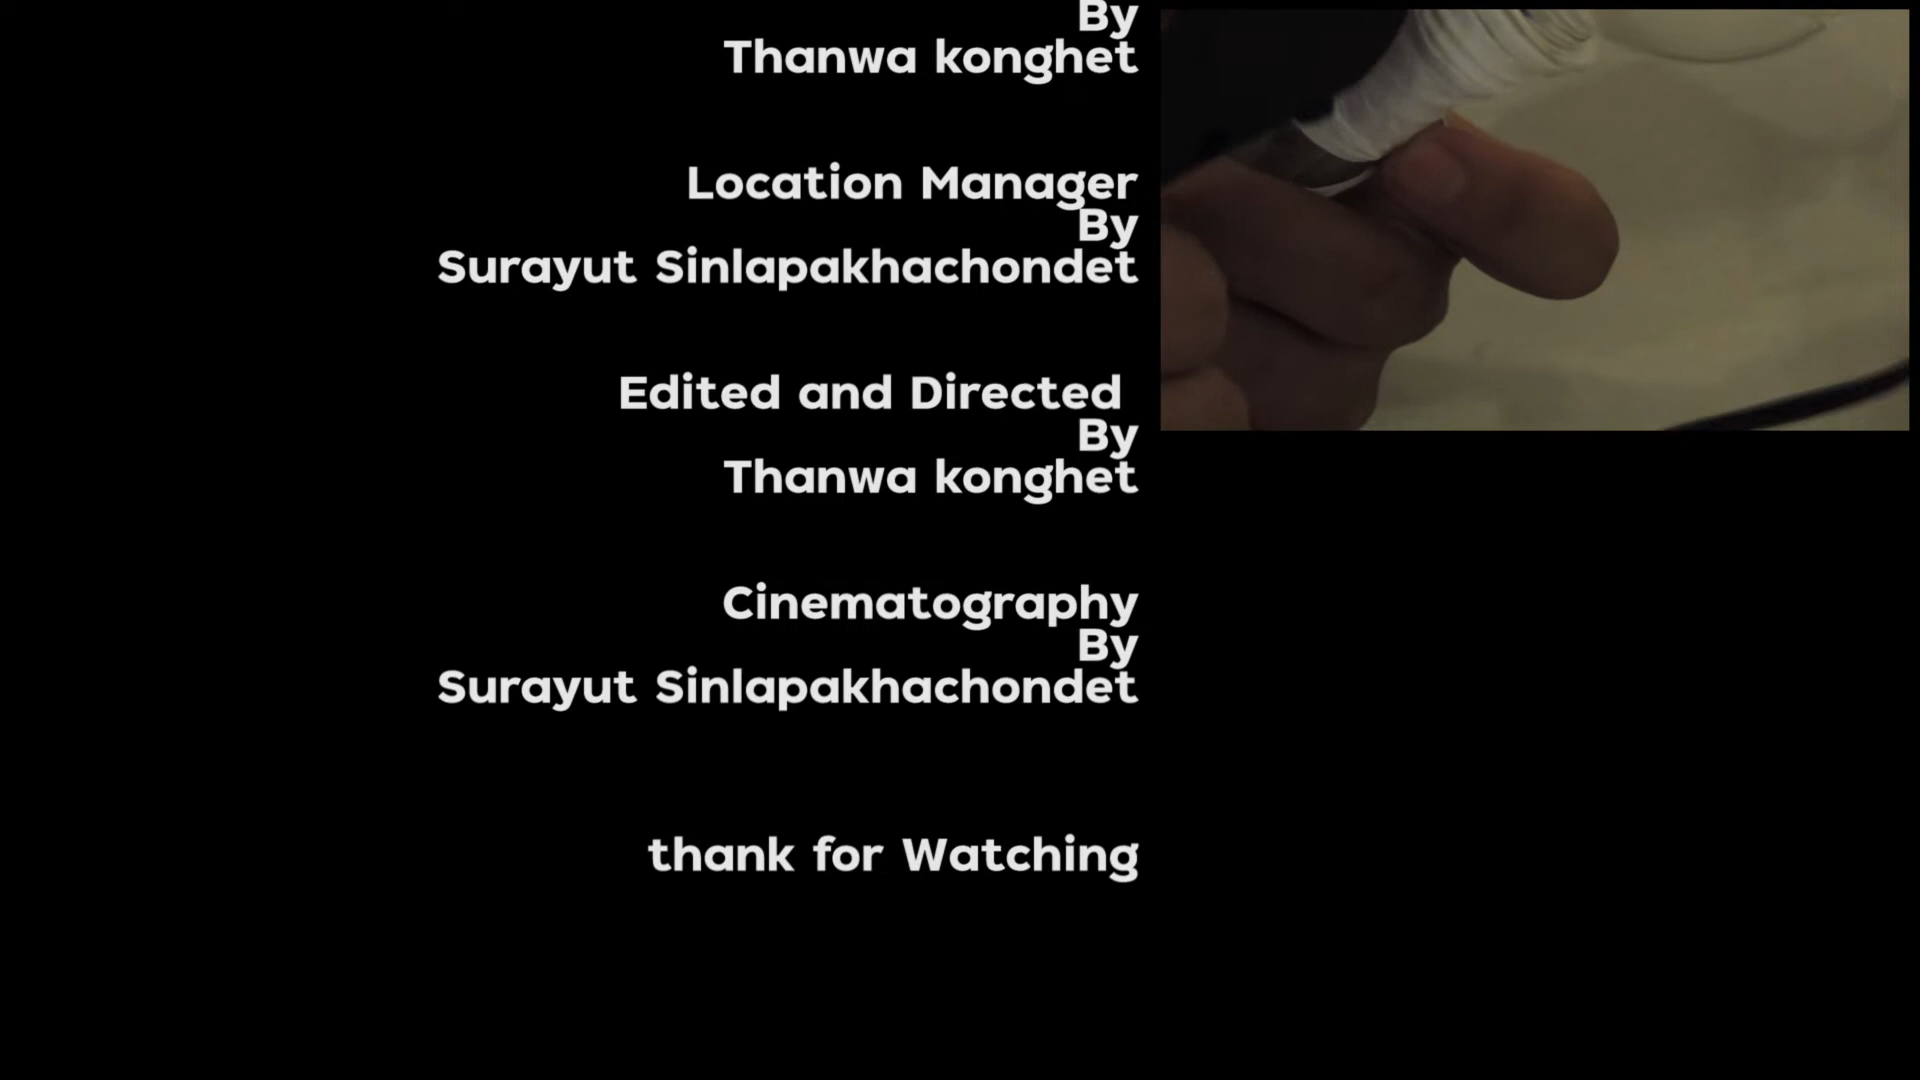 By
Thanwa konghet
Location Manager
By
Surayut Sinlapakhachondet
Edited and Directed
By
Thanwa konghet
Cinematography
By
Surayut Sinlapakhachondet
thank for Watching